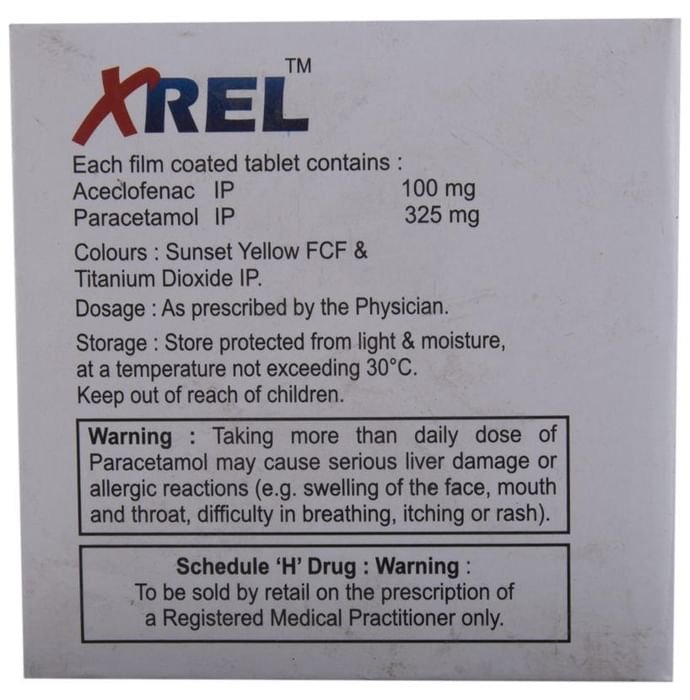 XREL™
Each film coated tablet contains :
Aceclofenac IP 100 mg
Paracetamol IP 325 mg
Colours : Sunset Yellow FCF &
Titanium Dioxide IP.
Dosage : As prescribed by the Physician.
Storage : Store protected from light & moisture,
at a temperature not exceeding 30°C.
Keep out of reach of children.
Warning : Taking more than daily dose of
Paracetamol may cause serious liver damage or
allergic reactions (e.g. swelling of the face, mouth
and throat, difficulty in breathing, itching or rash).
Schedule ‘H’ Drug : Warning :
To be sold by retail on the prescription of
a Registered Medical Practitioner only.